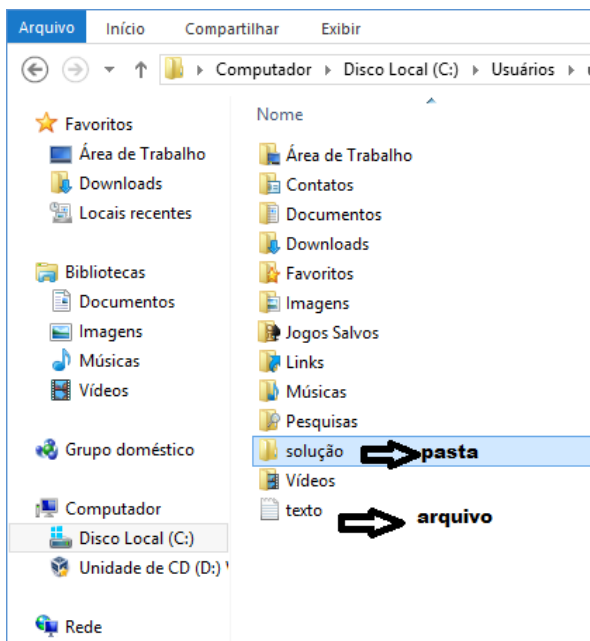 Arquivo Início Compartilhar Exibir
Computador Disco Local (C:) Usuários
Favoritos
Área de Trabalho
Downloads
Locais recentes
Bibliotecas
Documentos
Imagens
Músicas
Vídeos
Grupo doméstico
Computador
Disco Local (C:)
Unidade de CD (D:)
Rede
Nome
Área de Trabalho
Contatos
Documentos
Downloads
Favoritos
Imagens
Jogos Salvos
Links
Músicas
Pesquisas
solução pasta
Vídeos
texto arquivo